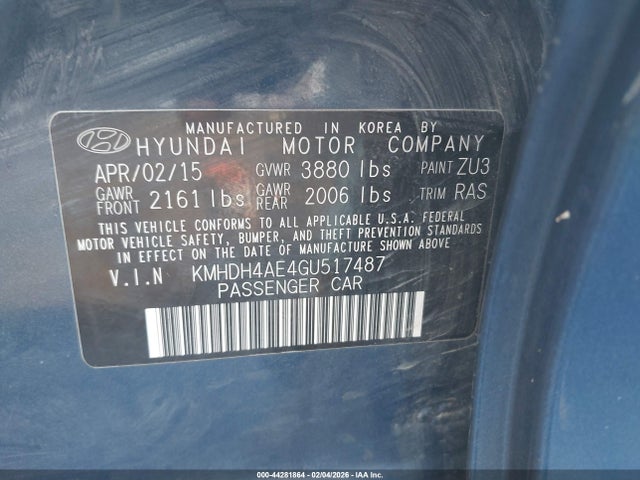 MANUFACTURED IN KOREA BY
HYUNDAI MOTOR COMPANY
APR/02/15 GVWR 3880 lbs PAINT ZU3
GAWR FRONT 2161 lbs GAWR REAR 2006 lbs TRIM RAS
THIS VEHICLE CONFORMS TO ALL APPLICABLE U.S.A. FEDERAL
MOTOR VEHICLE SAFETY, BUMPER, AND THEFT PREVENTION STANDARDS
IN EFFECT ON THE DATE OF MANUFACTURE SHOWN ABOVE.
V.I.N KMHDH4AE4GU517487
PASSENGER CAR
000-44281864 - 02/04/2026 - IAA Inc.